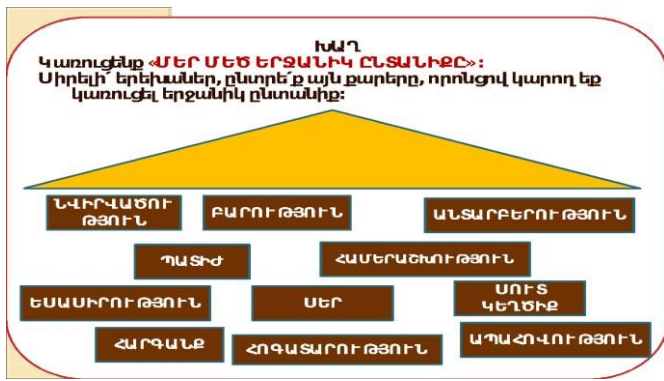 ԽԱՂ
Կառուցենք «ՄԵՐ ՄԵԾ ԵՐՋԱՆԻԿ ԸՆՏԱՆԻՔԸ»:
Սիրելի՛ երեխաներ, ընտրե՛ք այն քարերը, որոնցով կարող եք
կառուցել երջանիկ ընտանիք:
ՆՎԻՐՎԱԾՈՒ
ԹՅՈՒՆ
ԲԱՐՈՒԹՅՈՒՆ
ԱՆՏԱՐԲԵՐՈՒԹՅՈՒՆ
ՊԱՏԻԺ
ՀԱՄԵՐԱՇԽՈՒԹՅՈՒՆ
ԵՍԱՍԻՐՈՒԹՅՈՒՆ
ՍԵՐ
ՍՈՒՏ
ԿԵՂԾԻՔ
ՀԱՐԳԱՆՔ
ՀՈԳԱՏԱՐՈՒԹՅՈՒՆ
ԱՊԱՀՈՎՈՒԹՅՈՒՆ